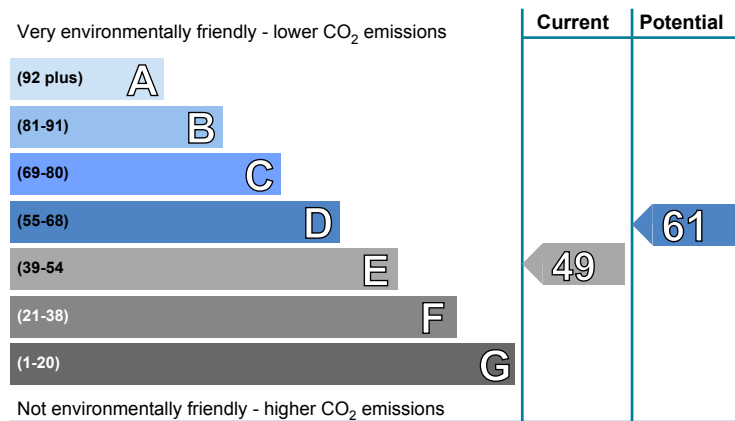 Current Potential
Very environmentally friendly - lower CO₂ emissions
(92 plus) A
(81-91) B
(69-80) C
(55-68) D
61
(39-54 E
49
(21-38) F
(1-20) G
Not environmentally friendly - higher CO₂ emissions